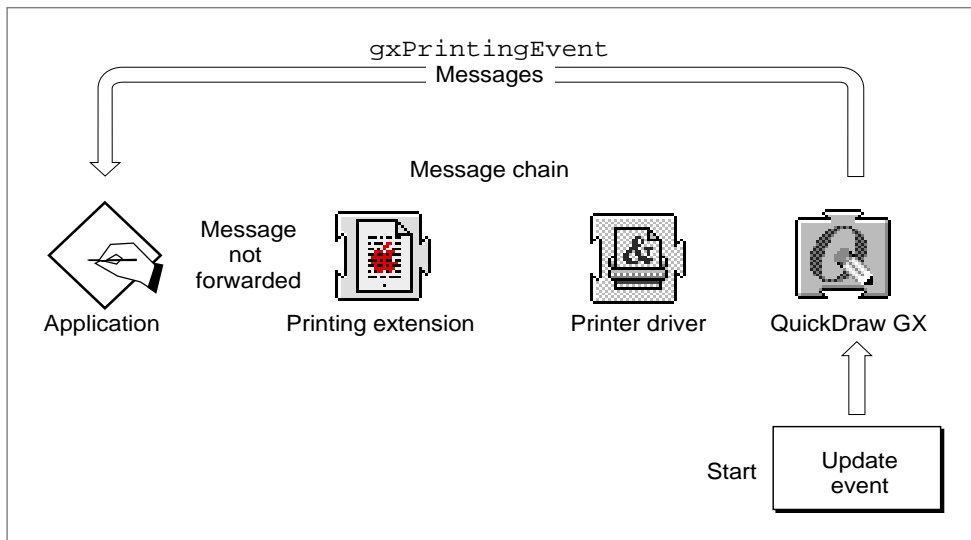 gxPrintingEvent
Messages
Message chain
Message
not
forwarded
Application
Printing extension
&
Printer driver
QuickDraw GX
Start
Update
event